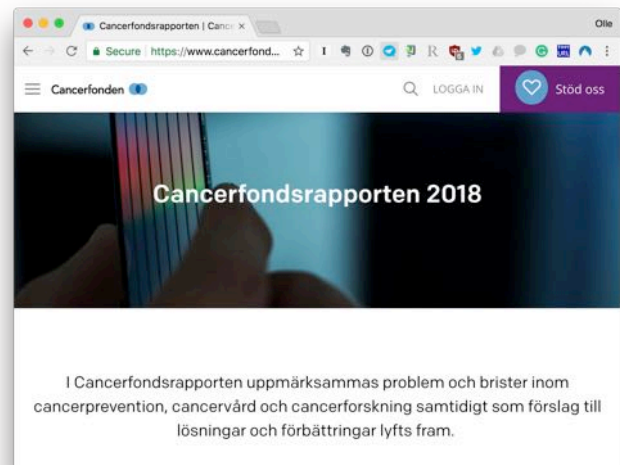 Cancerfondsrapporten | Canc
Olle
Secure https://www.cancerfond...
Cancerfonden
LOGGA IN
Stöd oss
Cancerfondsrapporten 2018
I Cancerfondsrapporten uppmärksammas problem och brister inom
cancerprevention, cancervård och cancerforskning samtidigt som förslag till
lösningar och förbättringar lyfts fram.